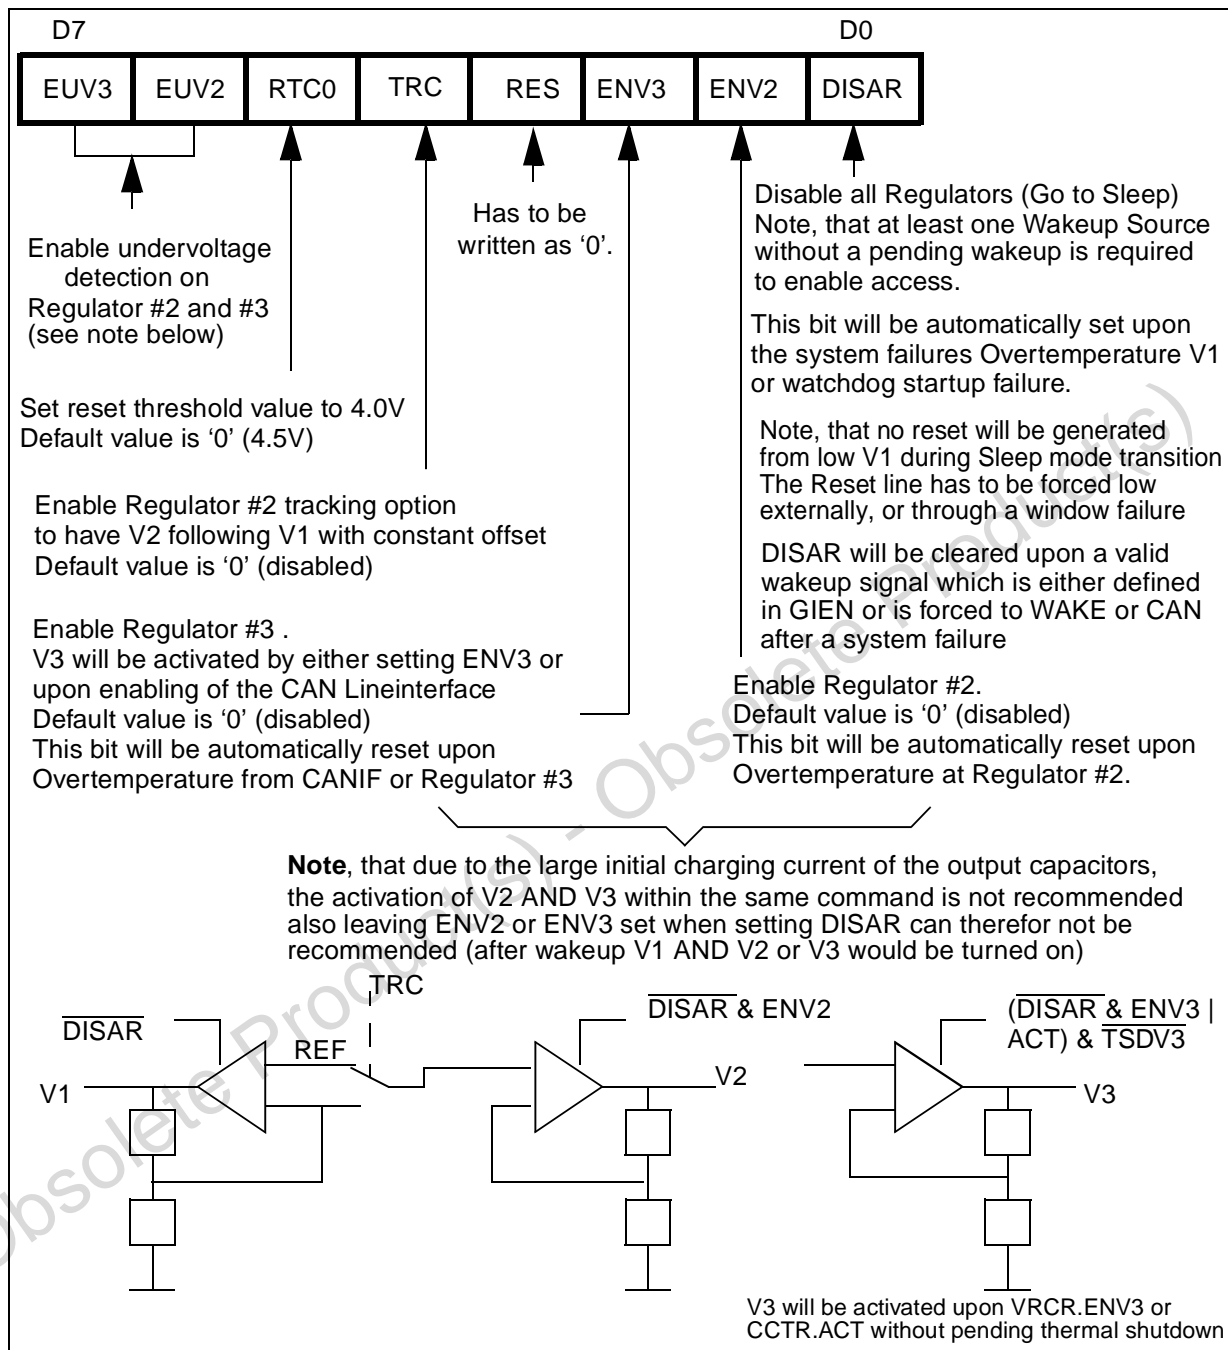 D7 D0
EUV3 EUV2 RTC0 TRC RES ENV3 ENV2 DISAR
Enable undervoltage
detection on
Regulator #2 and #3
(see note below)
Has to be
written as ‘0’.
Disable all Regulators (Go to Sleep)
Note, that at least one Wakeup Source
without a pending wakeup is required
to enable access.
This bit will be automatically set upon
the system failures Overtemperature V1
or watchdog startup failure.
Note, that no reset will be generated
from low V1 during Sleep mode transition
The Reset line has to be forced low
externally, or through a window failure
DISAR will be cleared upon a valid
wakeup signal which is either defined
in GIEN or is forced to WAKE or CAN
after a system failure
Set reset threshold value to 4.0V
Default value is ‘0’ (4.5V)
Enable Regulator #2 tracking option
to have V2 following V1 with constant offset
Default value is ‘0’ (disabled)
Enable Regulator #3 .
V3 will be activated by either setting ENV3 or
upon enabling of the CAN Lineinterface
Default value is ‘0’ (disabled)
This bit will be automatically reset upon
Overtemperature from CANIF or Regulator #3
Enable Regulator #2.
Default value is ‘0’ (disabled)
This bit will be automatically reset upon
Overtemperature at Regulator #2.
Note, that due to the large initial charging current of the output capacitors,
the activation of V2 AND V3 within the same command is not recommended
also leaving ENV2 or ENV3 set when setting DISAR can therefor not be
recommended (after wakeup V1 AND V2 or V3 would be turned on)
TRC
DISAR
REF
V1
DISAR & ENV2
V2
(DISAR & ENV3 |
ACT) & TSDV3
V3
V3 will be activated upon VRCR.ENV3 or
CCTR.ACT without pending thermal shutdown
Obsolete Product(s) - Obsolete Product(s)